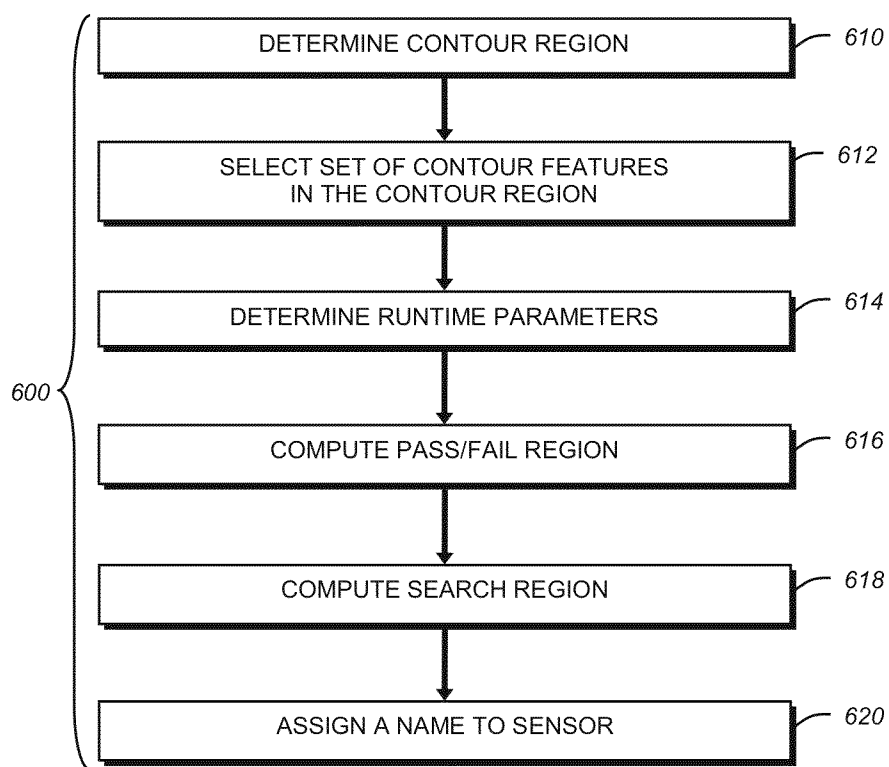 DETERMINE CONTOUR REGION
610
SELECT SET OF CONTOUR FEATURES
IN THE CONTOUR REGION
612
DETERMINE RUNTIME PARAMETERS
614
600
COMPUTE PASS/FAIL REGION
616
COMPUTE SEARCH REGION
618
ASSIGN A NAME TO SENSOR
620